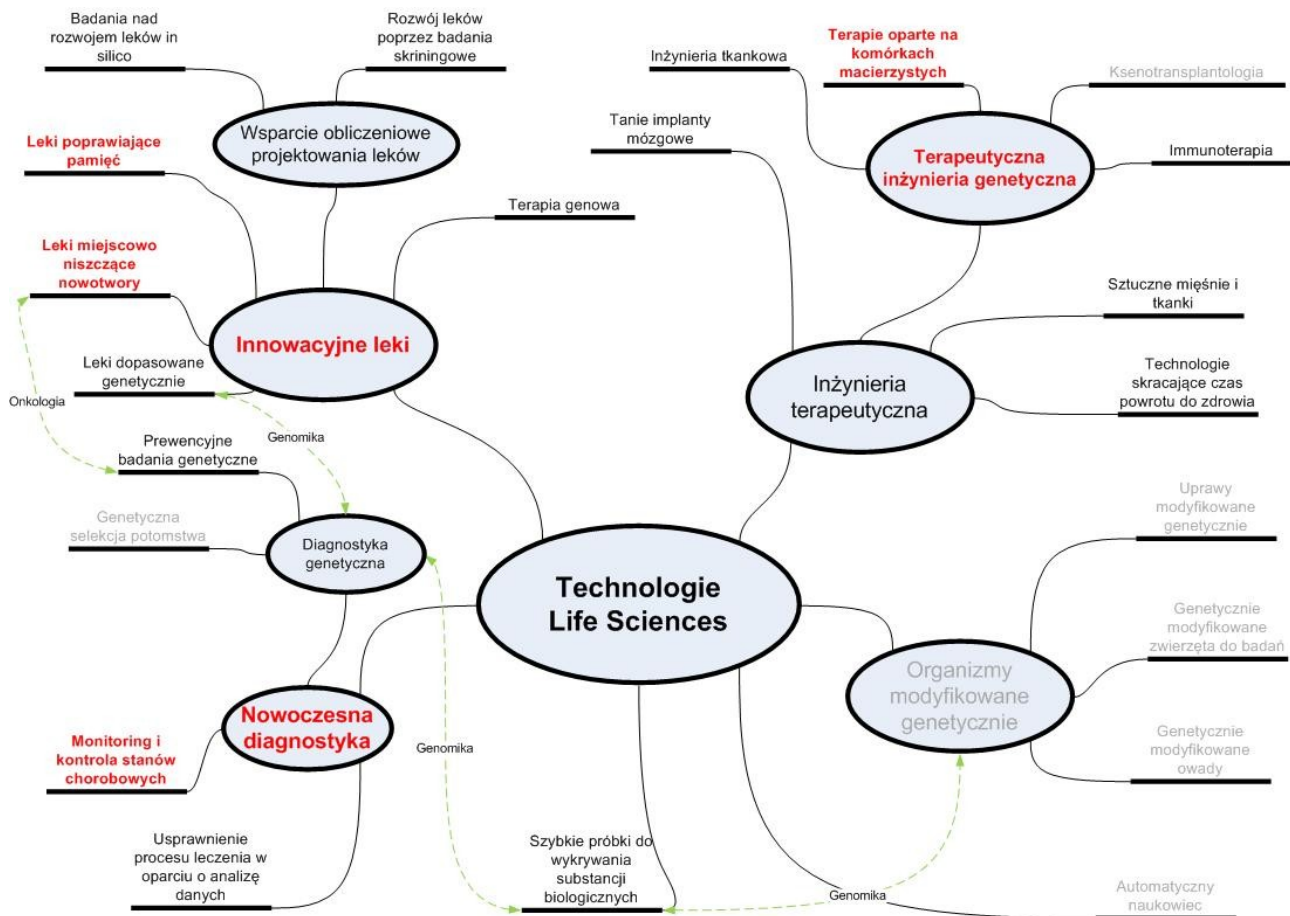 Badania nad
rozwojem leków in
silico
Rozwój leków
poprzez badania
skriningowe
Wsparcie obliczeniowe
projektowania leków
Leki poprawiające
pamięć
Terapia genowa
Leki miejscowo
niszczące
nowotwory
Innowacyjne leki
Leki dopasowane
genetycznie
Onkologia
Genomika
Prewencyjne
badania genetyczne
Genetyczna
selekcja potomstwa
Diagnostyka
genetyczna
Nowoczesna
diagnostyka
Monitoring i
kontrola stanów
chorobowych
Genomika
Usprawnienie
procesu leczenia w
oparciu o analizę
danych
Szybkie próbki do
wykrywania
substancji
biologicznych
Technologie
Life Sciences
Inżynieria tkankowa
Terapie oparte na
komórkach
macierzystych
Ksenotransplantologia
Tanie implanty
mózgowe
Terapeutyczna
inżynieria genetyczna
Immunoterapia
Sztuczne mięśnie i
tkanki
Inżynieria
terapeutyczna
Technologie
skracające czas
powrotu do zdrowia
Uprawy
modyfikowane
genetycznie
Genetycznie
modyfikowane
zwierzęta do badań
Organizmy
modyfikowane
genetycznie
Genetycznie
modyfikowane
owady
Genomika
Automatyczny
naukowiec